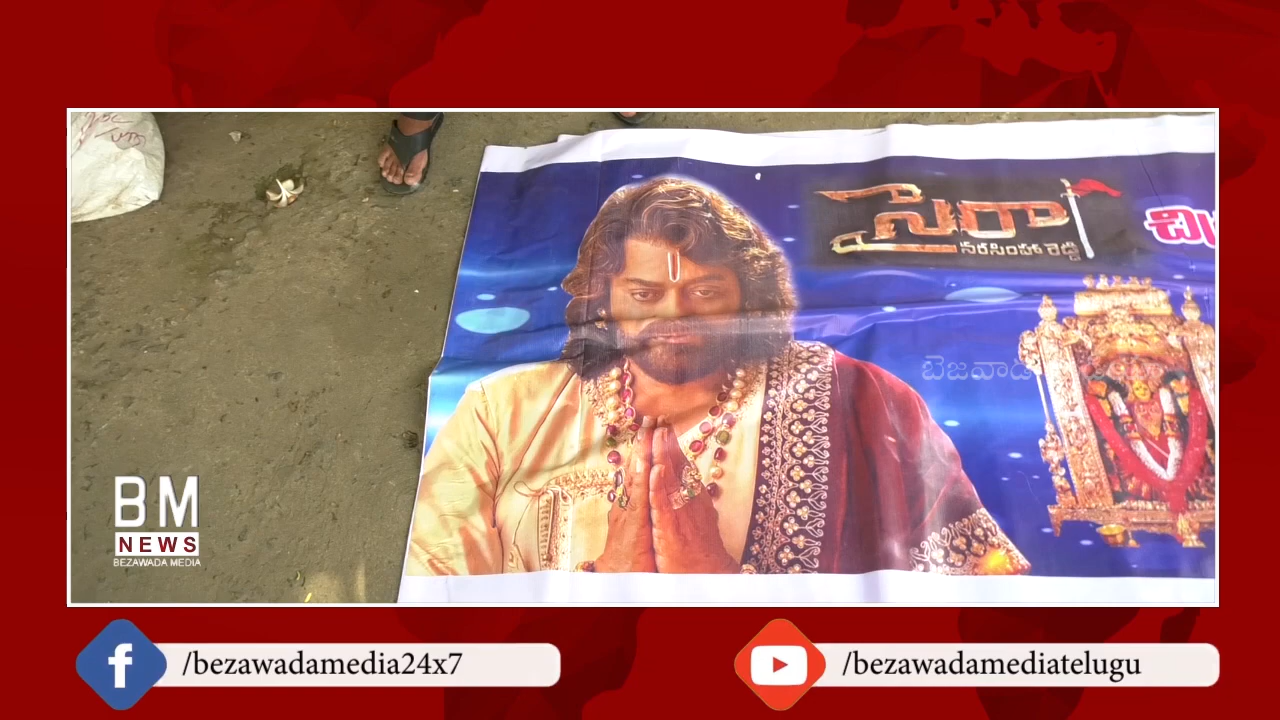 సైరా
నరసింహా రెడ్డి
బెజవాడ
BM
NEWS
BEZAWADA MEDIA
/bezawadamedia24x7
/bezawadamediatelugu